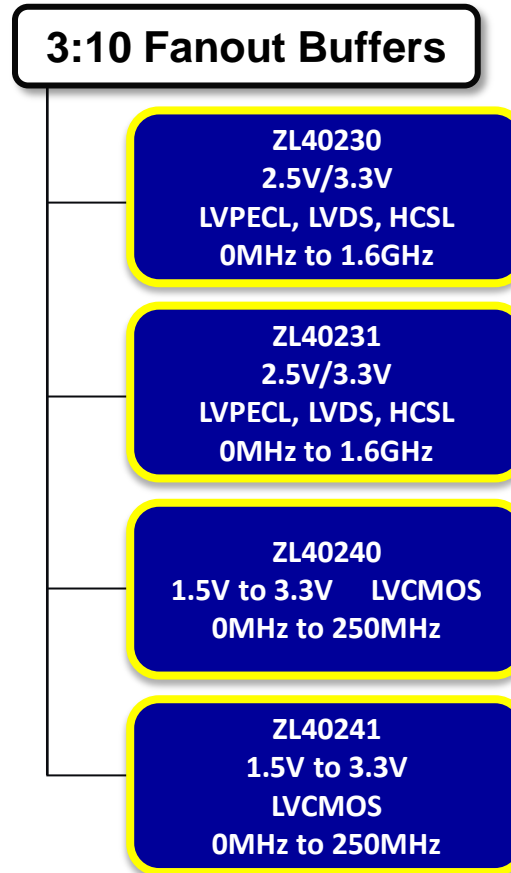 3:10 Fanout Buffers
ZL40230
2.5V/3.3V
LVPECL, LVDS, HCSL
0MHz to 1.6GHz
ZL40231
2.5V/3.3V
LVPECL, LVDS, HCSL
0MHz to 1.6GHz
ZL40240
1.5V to 3.3V LVCMOS
0MHz to 250MHz
ZL40241
1.5V to 3.3V
LVCMOS
0MHz to 250MHz